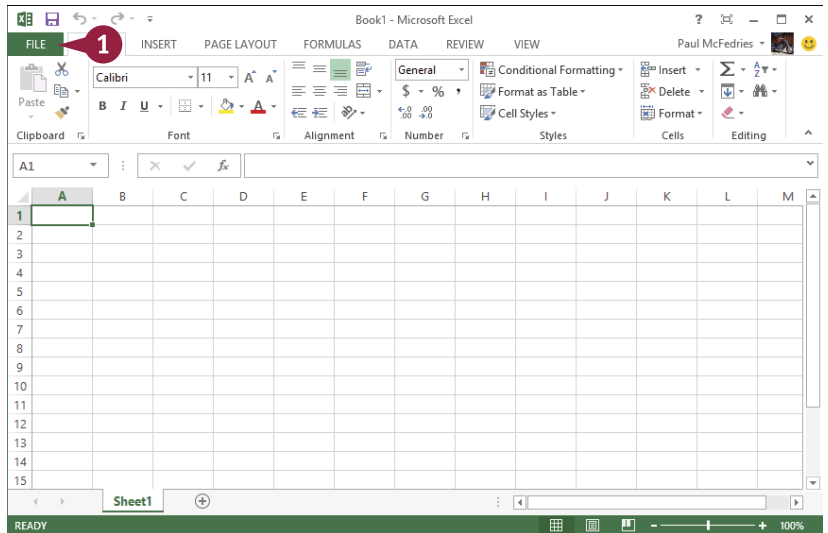 Book1 - Microsoft Excel
?
FILE
1
INSERT
PAGE LAYOUT
FORMULAS
DATA
REVIEW
VIEW
Paul McFedries
Paste
Calibri
11
A A
B I U
A
General
$ % ,
.0 .00
.00 .0
Conditional Formatting
Format as Table
Cell Styles
Insert
Delete
Format
Σ
A
Z
Clipboard
Font
Alignment
Number
Styles
Cells
Editing
A1
fx
A B C D E F G H I J K L M
1
2
3
4
5
6
7
8
9
10
11
12
13
14
15
Sheet1
READY
100%